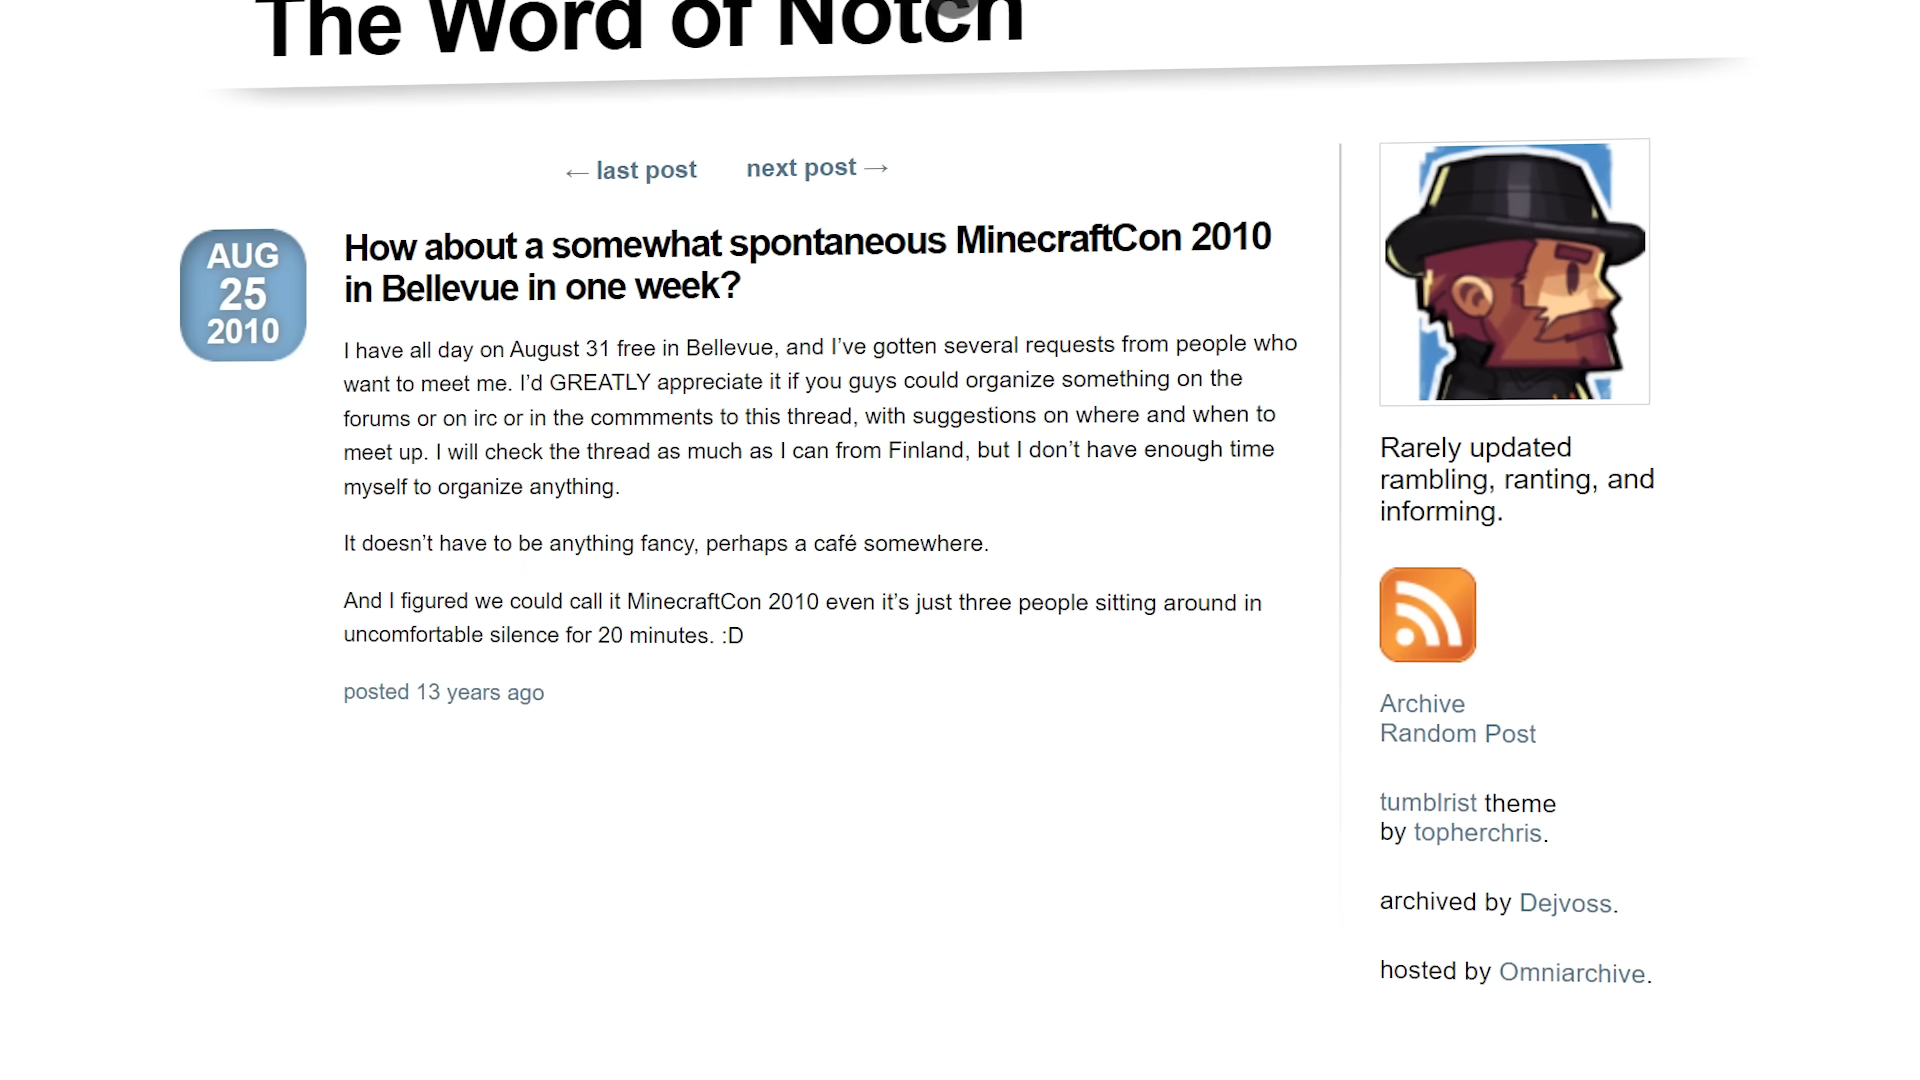 The Word of Notch
← last post next post →
AUG
25
2010
How about a somewhat spontaneous MinecraftCon 2010
in Bellevue in one week?
I have all day on August 31 free in Bellevue, and I’ve gotten several requests from people who
want to meet me. I’d GREATLY appreciate it if you guys could organize something on the
forums or on irc or in the commments to this thread, with suggestions on where and when to
meet up. I will check the thread as much as I can from Finland, but I don’t have enough time
myself to organize anything.
It doesn’t have to be anything fancy, perhaps a café somewhere.
And I figured we could call it MinecraftCon 2010 even it’s just three people sitting around in
uncomfortable silence for 20 minutes. :D
posted 13 years ago
Rarely updated
rambling, ranting, and
informing.
Archive
Random Post
tumblrist theme
by topherchris.
archived by Dejvoss.
hosted by Omniarchive.